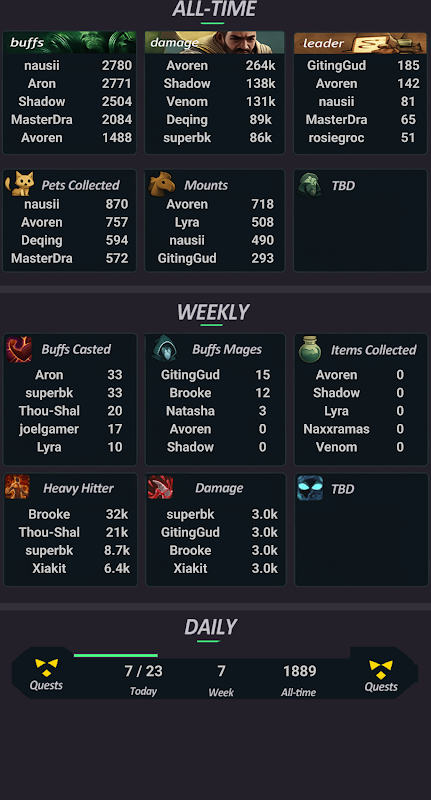 ALL-TIME
buffs
nausii 2780
Aron 2771
Shadow 2504
MasterDra 2084
Avoren 1488
damage
Avoren 264k
Shadow 138k
Venom 131k
Deqing 89k
superbk 86k
leader
GitingGud 185
Avoren 142
nausii 81
MasterDra 65
rosiegroc 51
Pets Collected
nausii 870
Avoren 757
Deqing 594
MasterDra 572
Mounts
Avoren 718
Lyra 508
nausii 490
GitingGud 293
TBD
WEEKLY
Buffs Casted
Aron 33
superbk 33
Thou-Shal 20
joelgamer 17
Lyra 10
Buffs Mages
GitingGud 15
Brooke 12
Natasha 3
Avoren 0
Shadow 0
Items Collected
Avoren 0
Shadow 0
Lyra 0
Naxxramas 0
Venom 0
Heavy Hitter
Brooke 32k
Thou-Shal 21k
superbk 8.7k
Xiakit 6.4k
Damage
superbk 3.0k
GitingGud 3.0k
Brooke 3.0k
Xiakit 3.0k
TBD
DAILY
Quests
7 / 23 7 1889
Today Week All-time
Quests